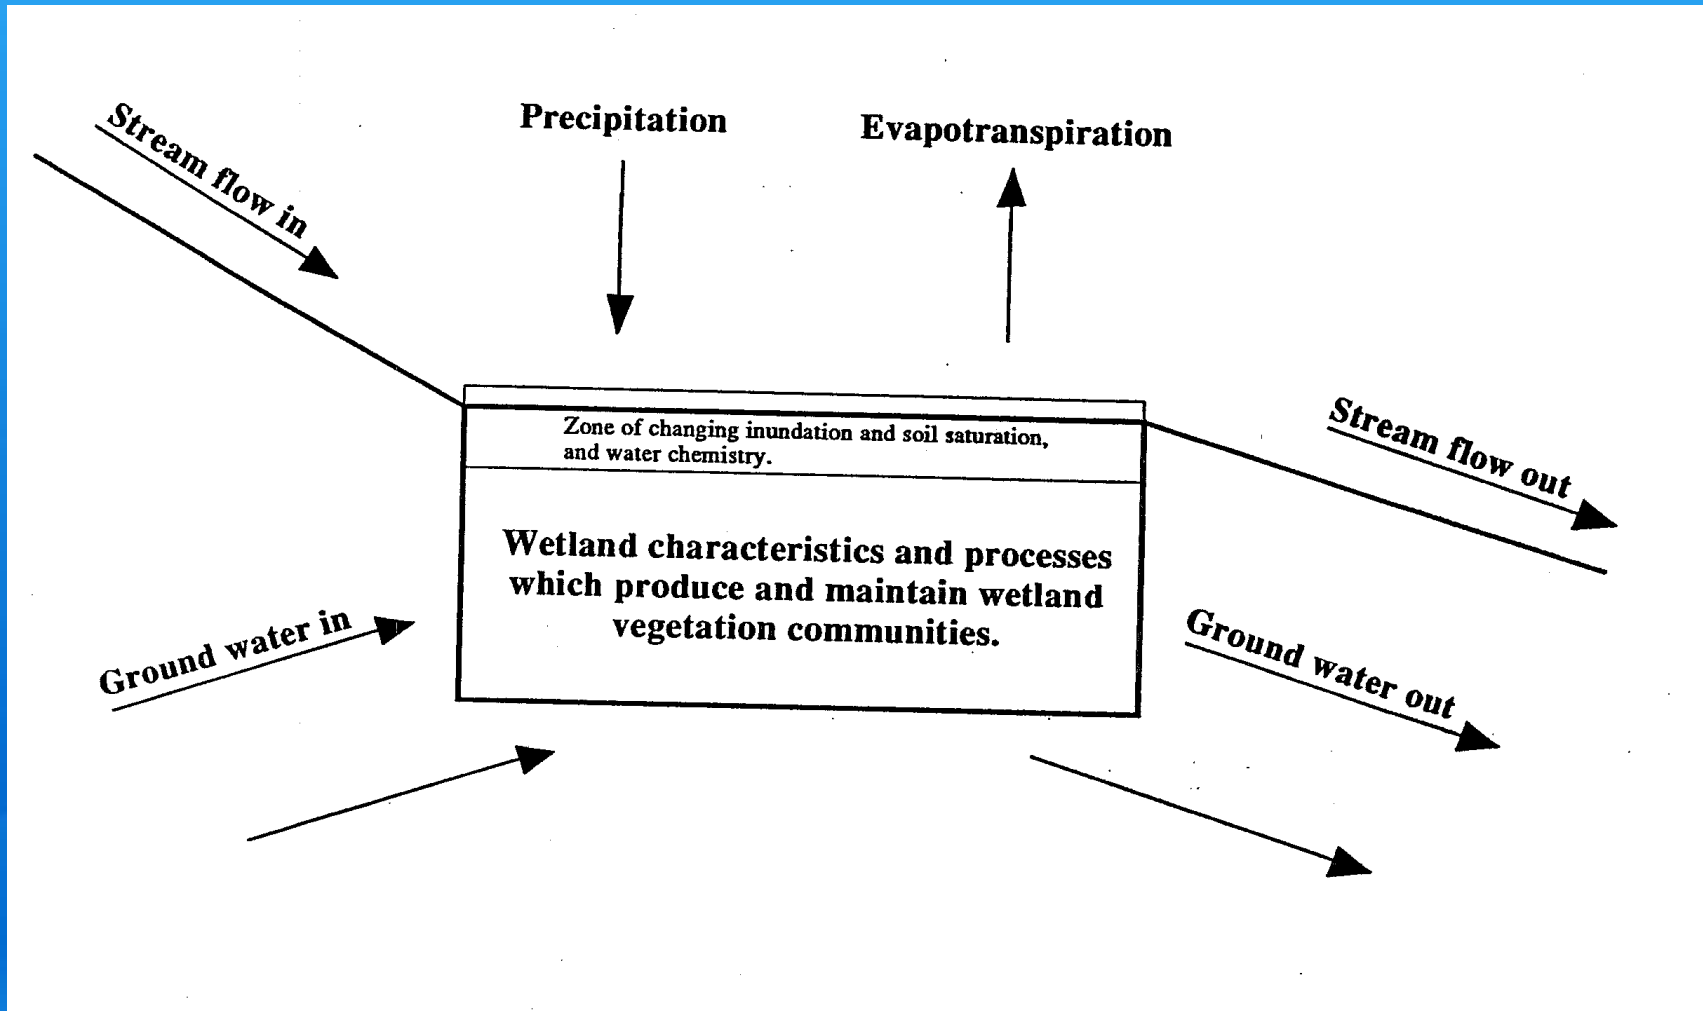 Stream flow in
Precipitation
Evapotranspiration
Zone of changing inundation and soil saturation,
and water chemistry.
Stream flow out
Wetland characteristics and processes
which produce and maintain wetland
vegetation communities.
Ground water in
Ground water out